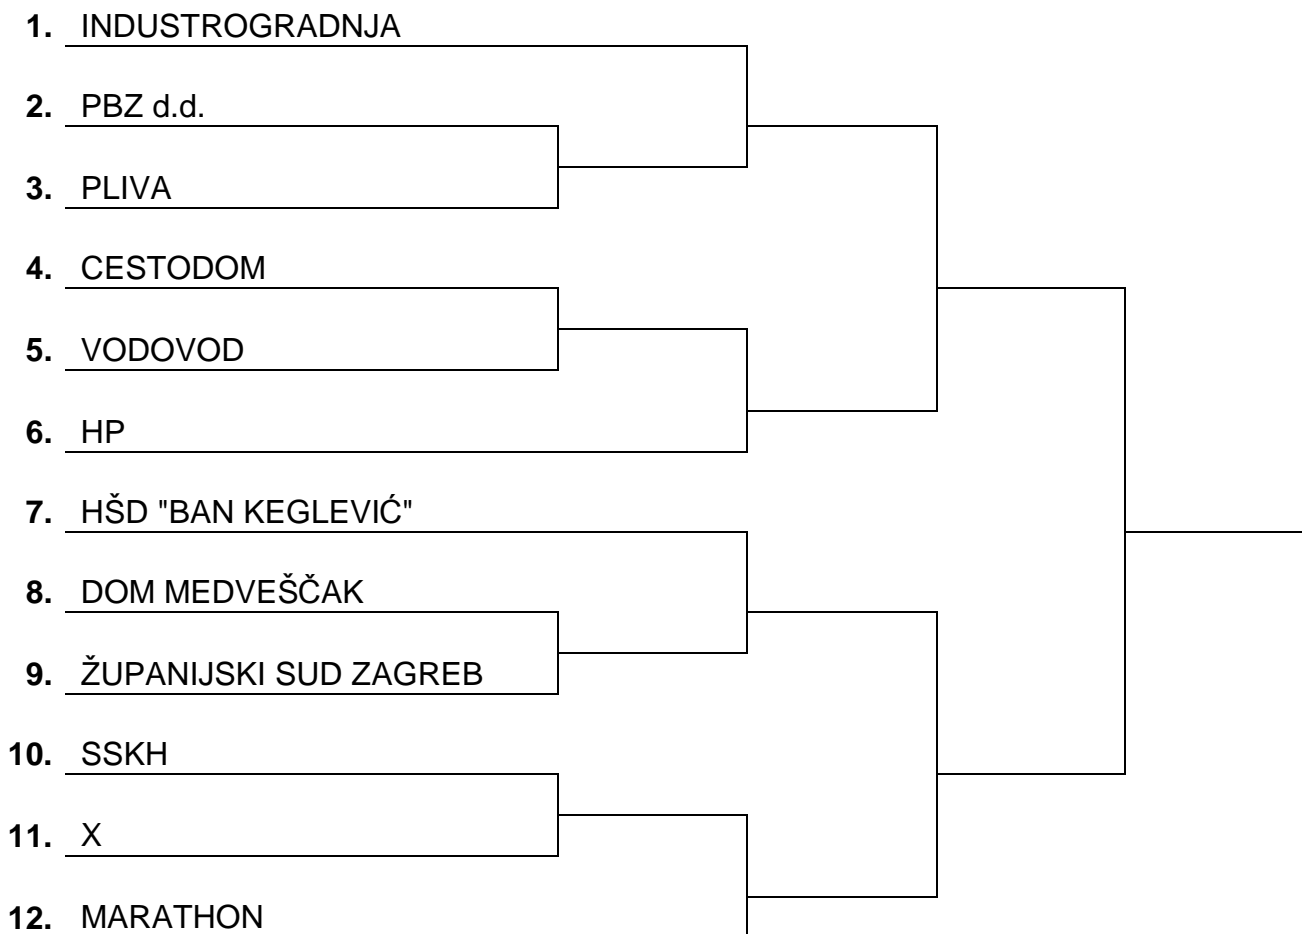 1. INDUSTROGRADNJA
2. PBZ d.d.
3. PLIVA
4. CESTODOM
5. VODOVOD
6. HP
7. HŠD "BAN KEGLEVIĆ"
8. DOM MEDVEŠČAK
9. ŽUPANIJSKI SUD ZAGREB
10. SSKH
11. X
12. MARATHON